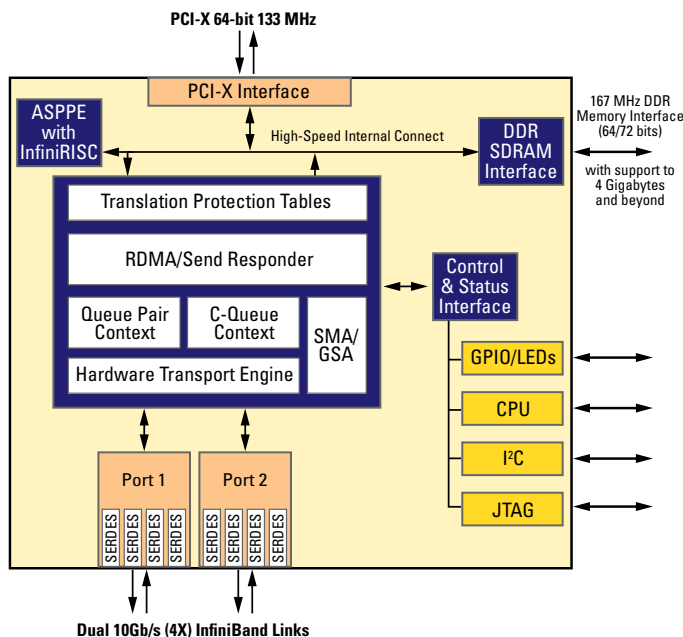 PCI-X 64-bit 133 MHz
PCI-X Interface
ASPPE
with
InfiniRISC
High-Speed Internal Connect
DDR
SDRAM
Interface
167 MHz DDR
Memory Interface
(64/72 bits)
with support to
4 Gigabytes
and beyond
Translation Protection Tables
RDMA/Send Responder
Queue Pair
Context
C-Queue
Context
SMA/
GSA
Hardware Transport Engine
Control
& Status
Interface
GPIO/LEDs
CPU
I²C
JTAG
Port 1
SERDES
SERDES
SERDES
SERDES
Port 2
SERDES
SERDES
SERDES
SERDES
Dual 10Gb/s (4X) InfiniBand Links